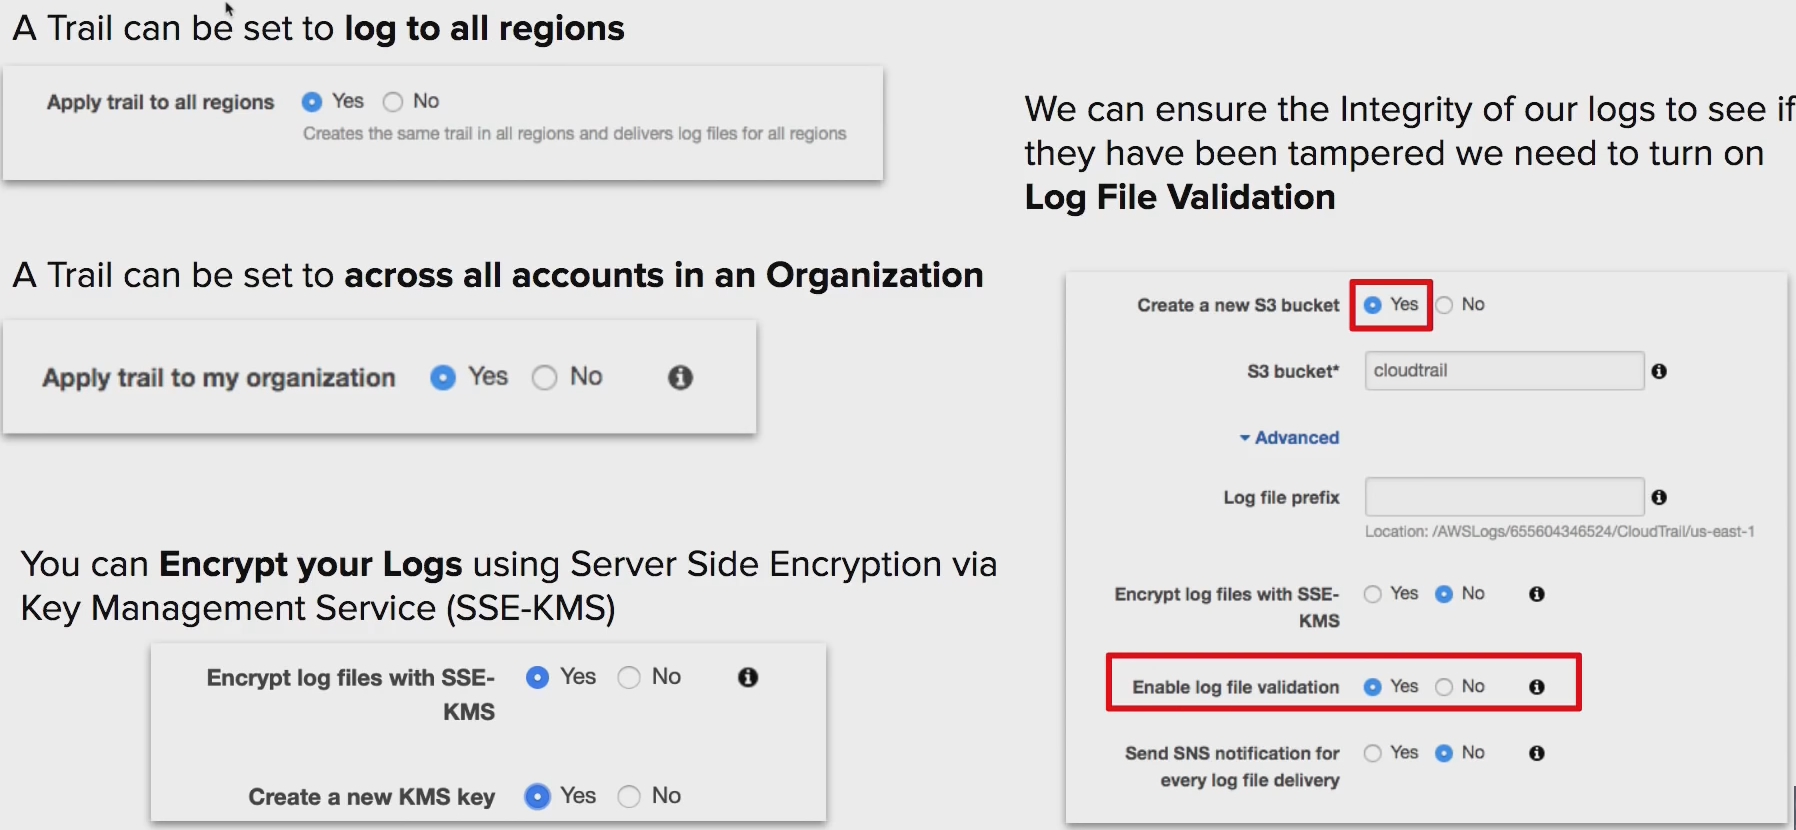 A Trail can be set to log to all regions
Apply trail to all regions Yes No
Creates the same trail in all regions and delivers log files for all regions
A Trail can be set to across all accounts in an Organization
Apply trail to my organization Yes No
You can Encrypt your Logs using Server Side Encryption via
Key Management Service (SSE-KMS)
Encrypt log files with SSE-
KMS
Yes No
Create a new KMS key Yes No
We can ensure the Integrity of our logs to see if
they have been tampered we need to turn on
Log File Validation
Create a new S3 bucket Yes No
S3 bucket* cloudtrail
Advanced
Log file prefix
Location: /AWSLogs/655604346524/CloudTrail/us-east-1
Encrypt log files with SSE-
KMS
Yes No
Enable log file validation Yes No
Send SNS notification for
every log file delivery
Yes No